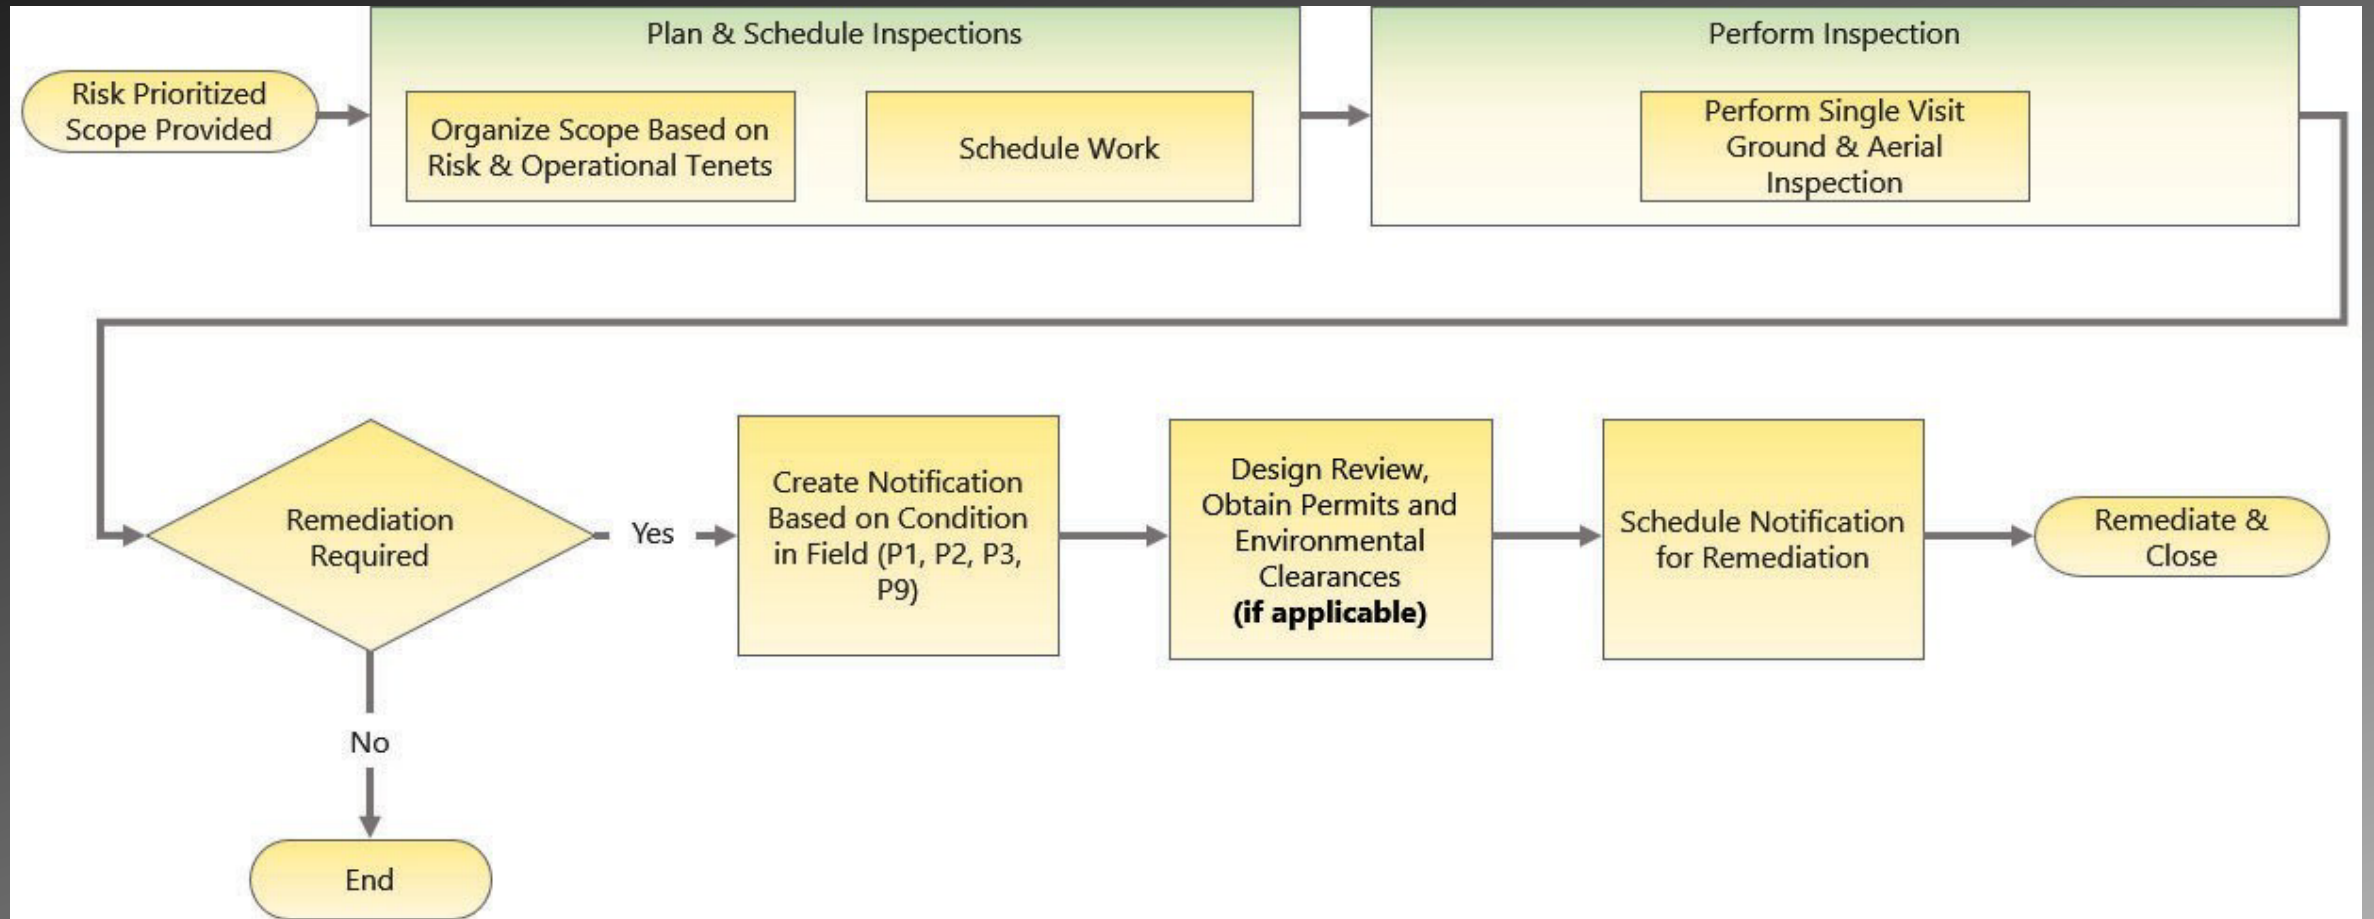 Plan & Schedule Inspections
Perform Inspection
Risk Prioritized
Scope Provided
Organize Scope Based on
Risk & Operational Tenets
Schedule Work
Perform Single Visit
Ground & Aerial
Inspection
Remediation
Required
Yes
Create Notification
Based on Condition
in Field (P1, P2, P3,
P9)
Design Review,
Obtain Permits and
Environmental
Clearances
(if applicable)
Schedule Notification
for Remediation
Remediate &
Close
No
End